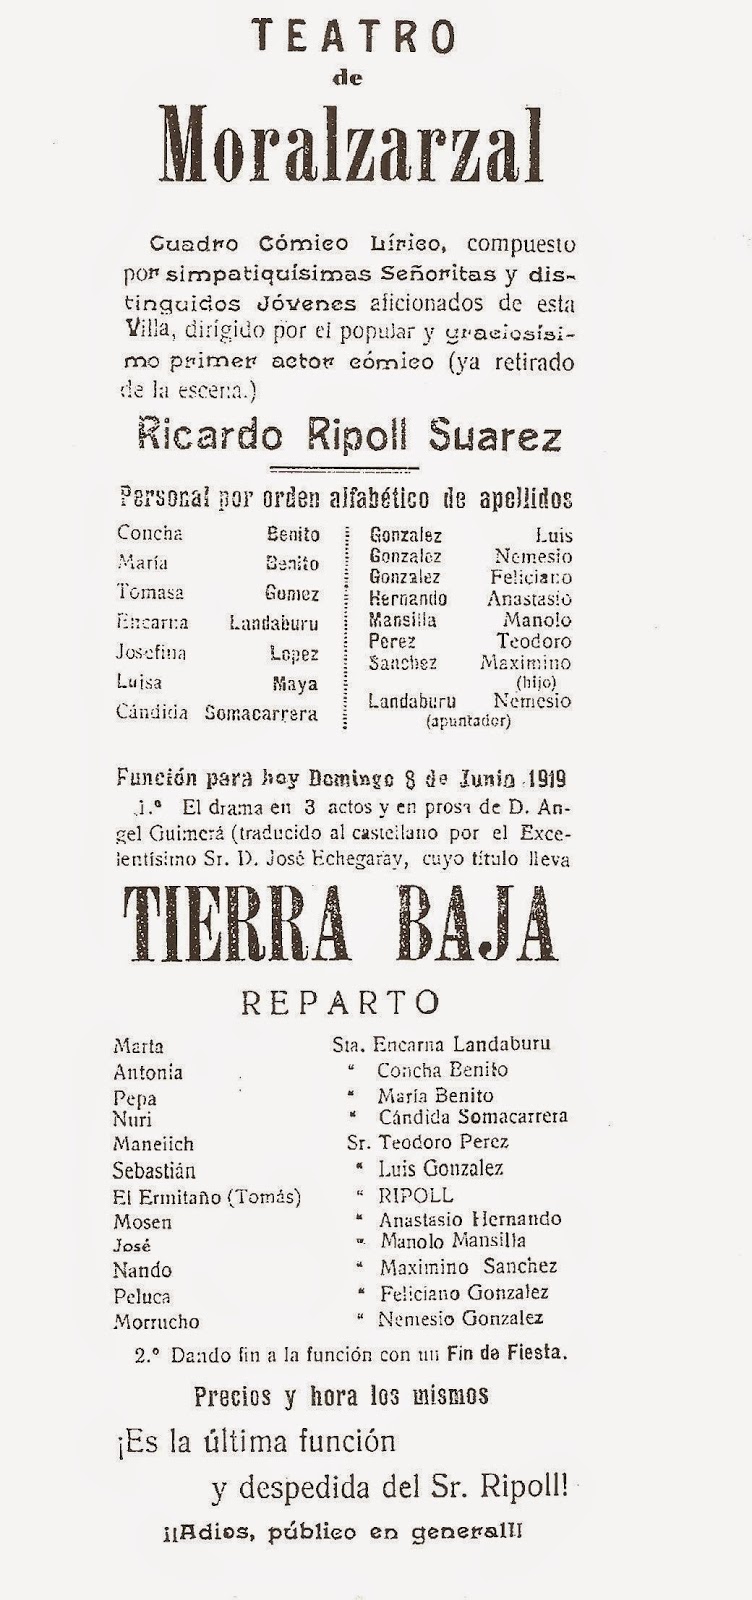 TEATRO
de
Moralzarzal
Cuadro Cómico Lírico, compuesto
por simpatiquísimas Señoritas y dis-
tinguidos Jóvenes aficionados de esta
Villa, dirigido por el popular y graciosísi-
mo primer actor cómico (ya retirado
de la escena.)
Ricardo Ripoll Suarez
Personal por orden alfabético de apellidos
Concha Benito
María Benito
Tomasa Gomez
Encarna Landaburu
Josefina Lopez
Luisa Maya
Cándida Somacarrera
Gonzalez Luis
Gonzalez Nemesio
Gonzalez Feliciano
Hernando Anastasio
Mansilla Manolo
Perez Teodoro
Sanchez Maximino
(hijo)
Landaburu Nemesio
(apuntador)
Función para hoy Domingo 8 de Junio 1919
1.º El drama en 3 actos y en prosa de D. An-
gel Guimerá (traducido al castellano por el Exce-
lentísimo Sr. D. José Echegaray, cuyo título lleva
TIERRA BAJA
REPARTO
Marta Sta. Encarna Landaburu
Antonia " Concha Benito
Pepa " María Benito
Nuri " Cándida Somacarrera
Maneiich Sr. Teodoro Perez
Sebastián " Luis Gonzalez
El Ermitaño (Tomás) " RIPOLL
Mosen " Anastasio Hernando
José " Manolo Mansilla
Nando " Maximino Sanchez
Peluca " Feliciano Gonzalez
Morrucho " Nemesio Gonzalez
2.º Dando fin a la función con un Fin de Fiesta.
Precios y hora los mismos
¡Es la última función
y despedida del Sr. Ripoll!
¡¡Adios, público en general!!